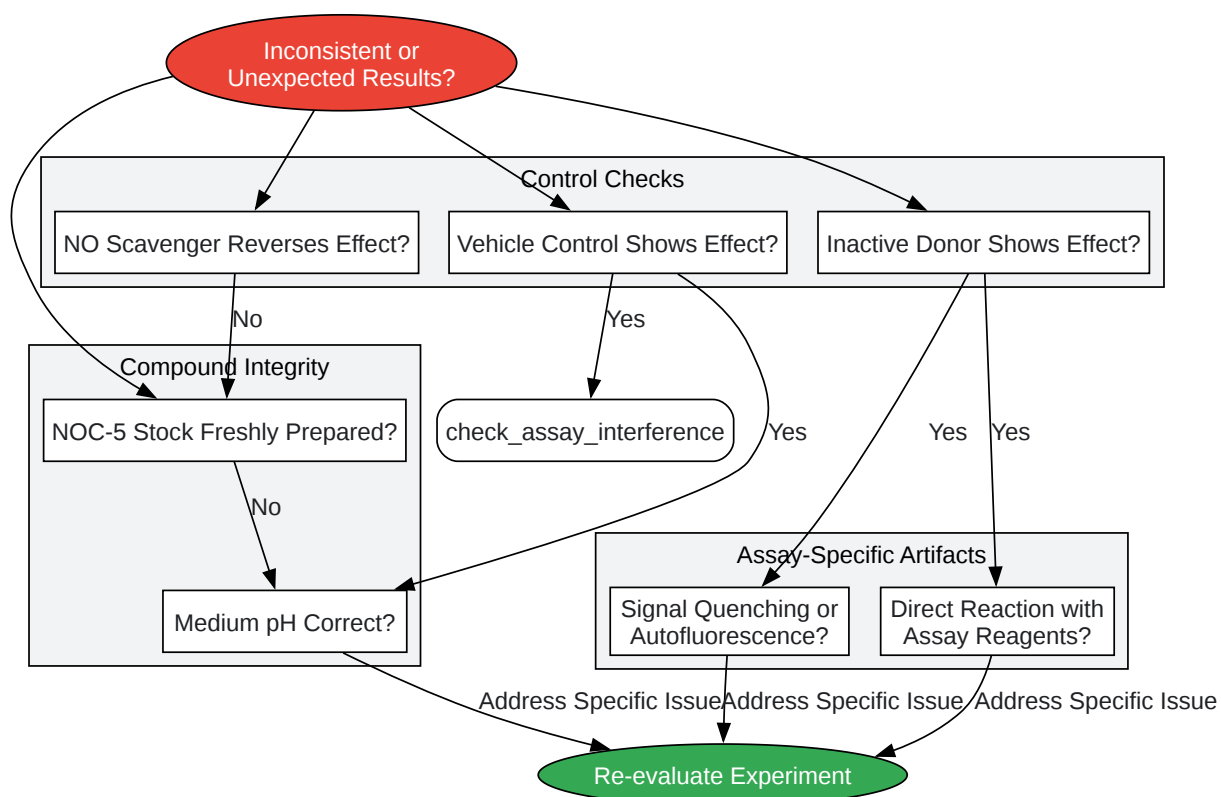 Inconsistent or
Unexpected Results?
Control Checks
NO Scavenger Reverses Effect?
Vehicle Control Shows Effect?
Inactive Donor Shows Effect?
No
Yes
Compound Integrity
NOC-5 Stock Freshly Prepared?
check_assay_interference
Yes
Yes
Yes
No
Assay-Specific Artifacts
Medium pH Correct?
Signal Quenching or
Autofluorescence?
Direct Reaction with
Assay Reagents?
Address Specific Issue
Address Specific Issue
Address Specific Issue
Re-evaluate Experiment